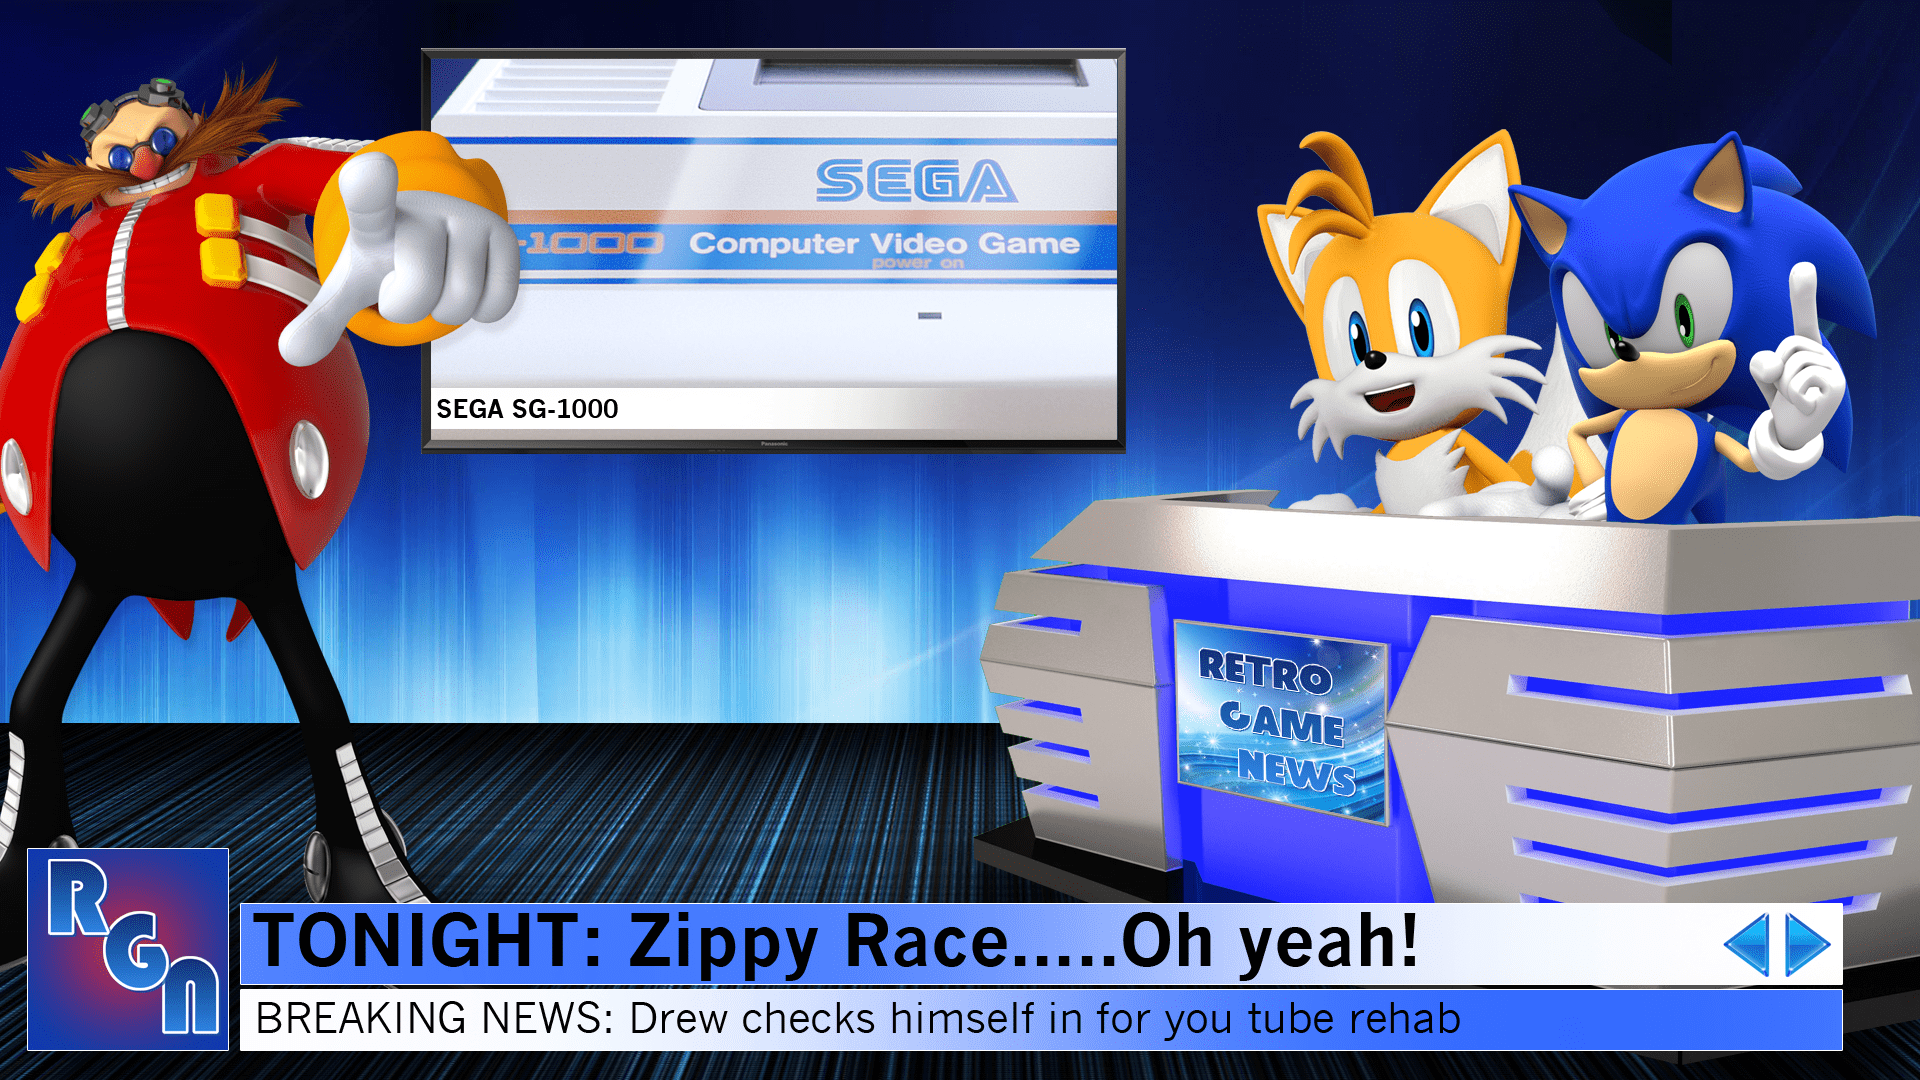 SEGA
-1000 Computer Video Game
power on
SEGA SG-1000
Panasonic
RETRO
GAME
NEWS
RGn
TONIGHT: Zippy Race.....Oh yeah!
BREAKING NEWS: Drew checks himself in for you tube rehab